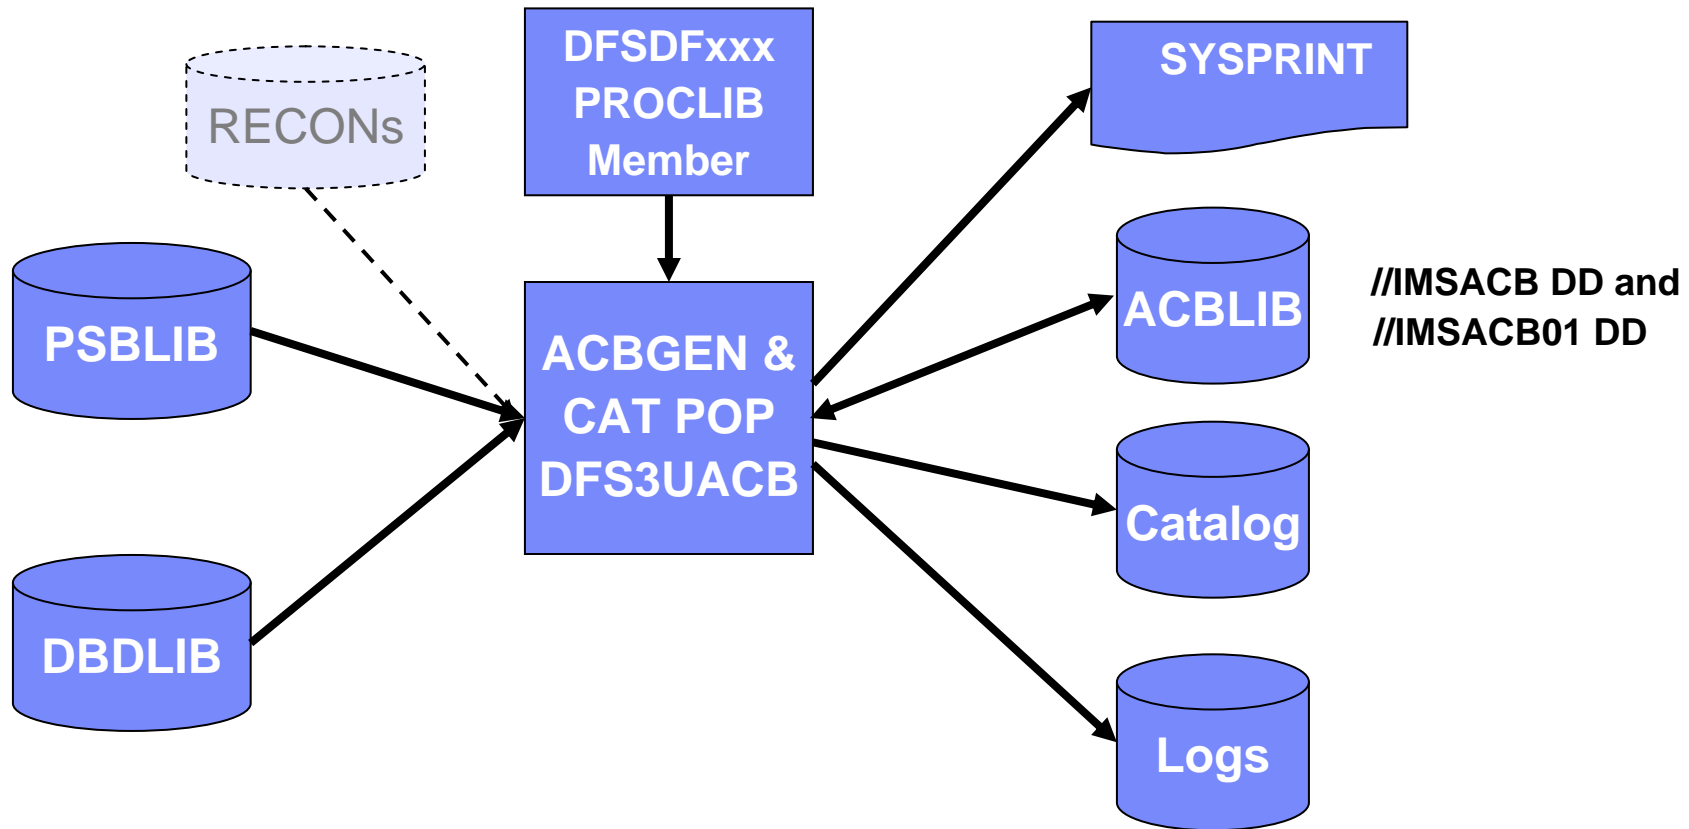 RECONs
DFSDFxxx
PROCLIB
Member
SYSPRINT
PSBLIB
ACBGEN &
CAT POP
DFS3UACB
ACBLIB
//IMSACB DD and
//IMSACB01 DD
Catalog
DBDLIB
Logs